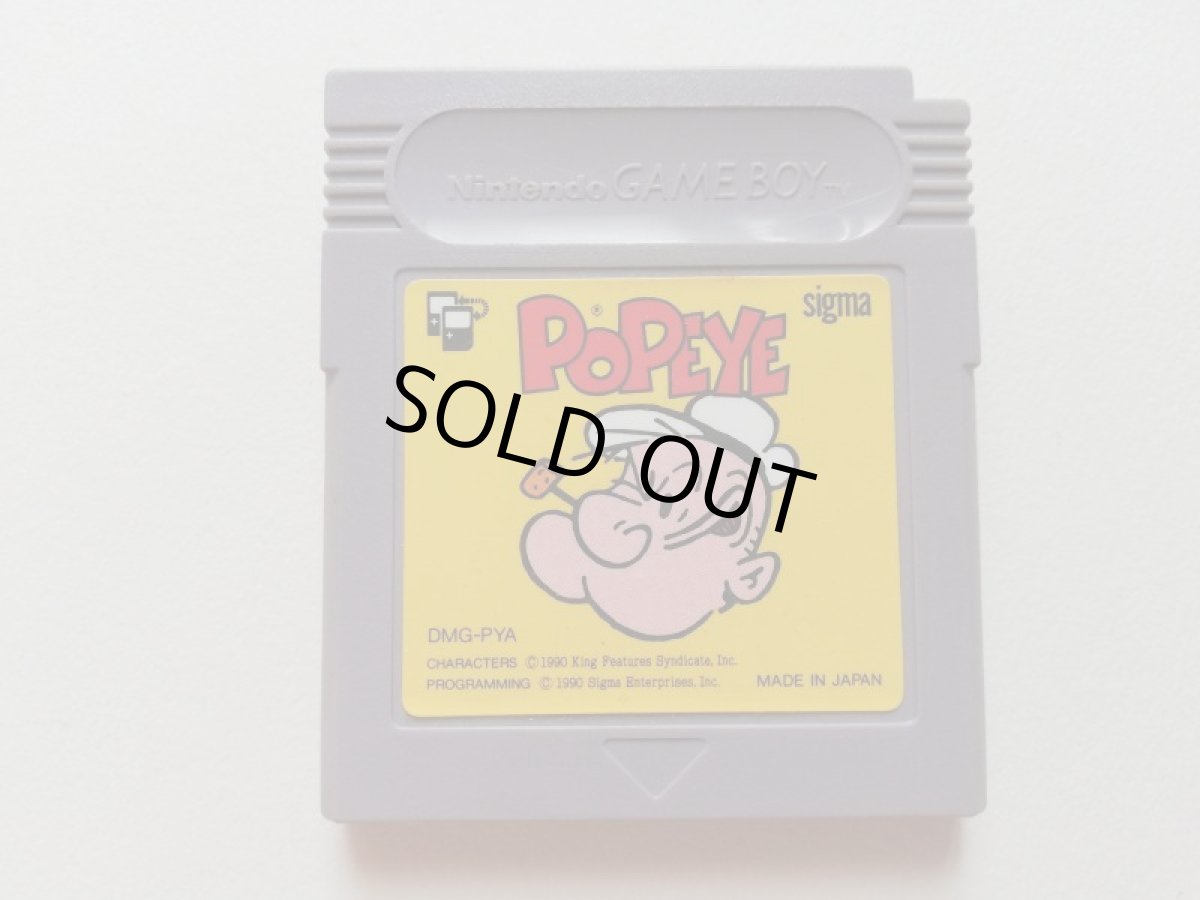 Nintendo GAME BOY™
POPEYE®
sigma
SOLD OUT
DMG-PYA
CHARACTERS ©1990 King Features Syndicate, Inc.
PROGRAMMING © 1990 Sigma Enterprises, Inc.
MADE IN JAPAN